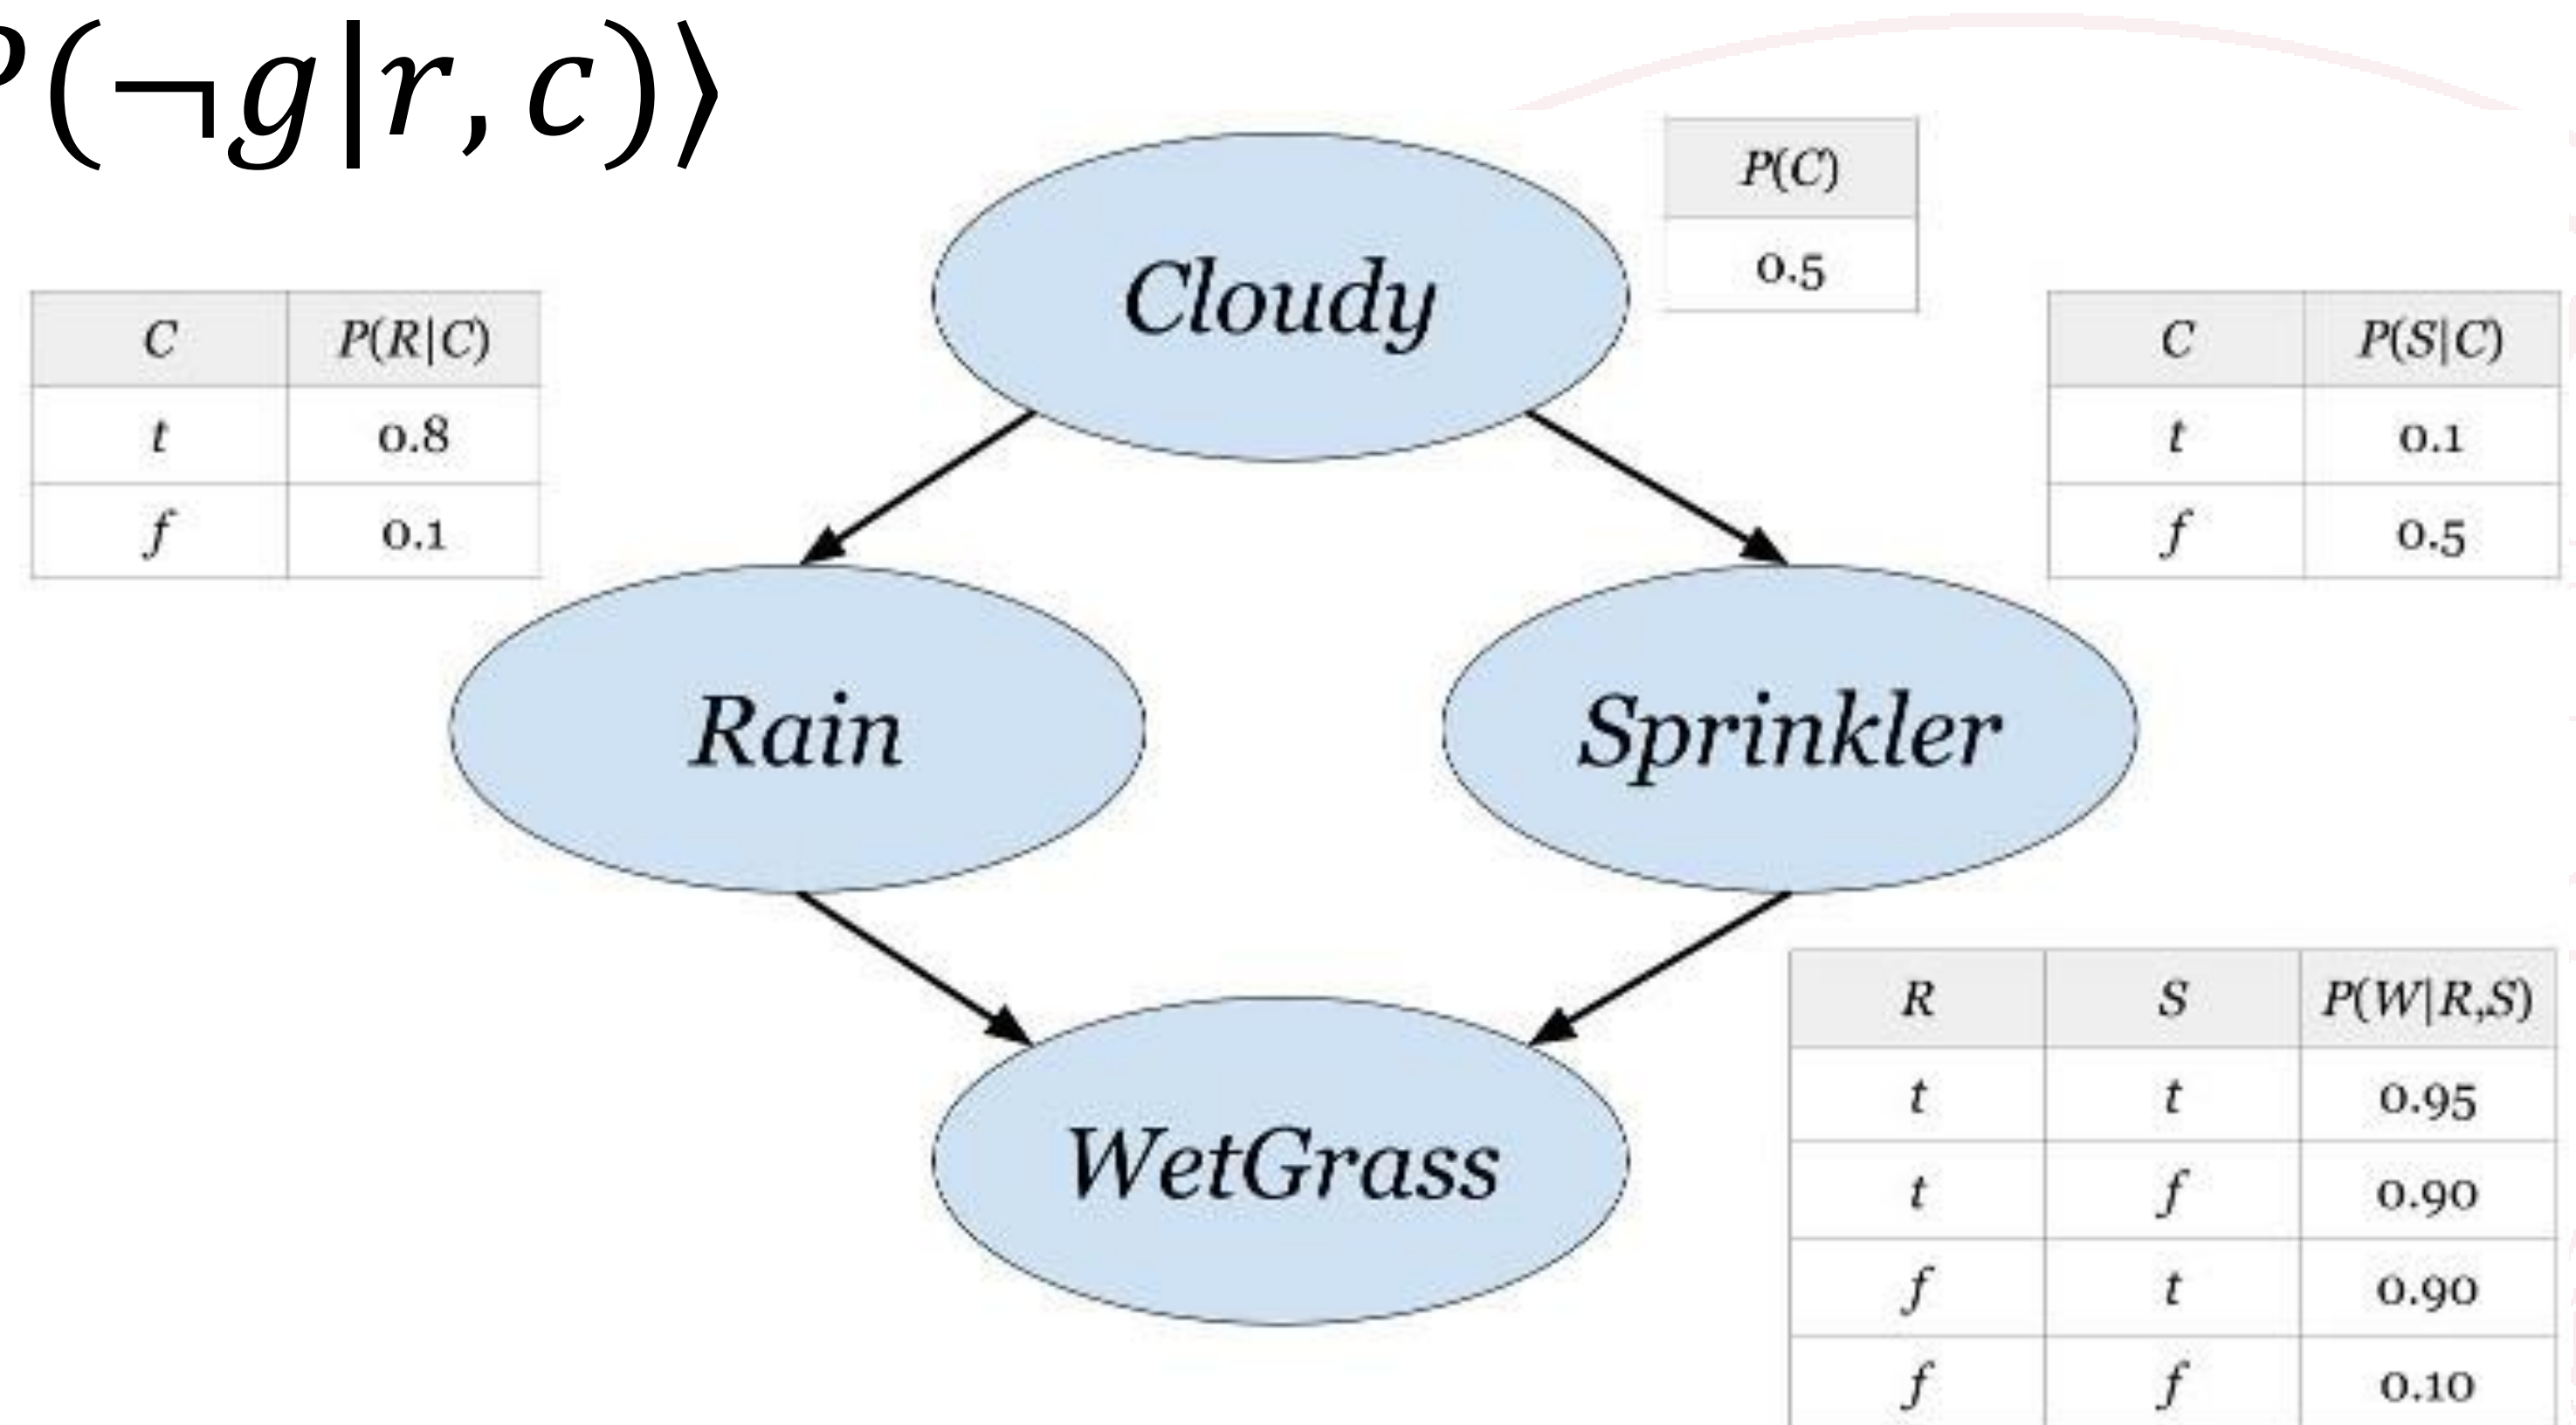 P(¬g|r, c)⟩
P(C)
0.5
Cloudy
C P(R|C)
t 0.8
f 0.1
C P(S|C)
t 0.1
f 0.5
Rain
Sprinkler
WetGrass
R S P(W|R,S)
t t 0.95
t f 0.90
f t 0.90
f f 0.10